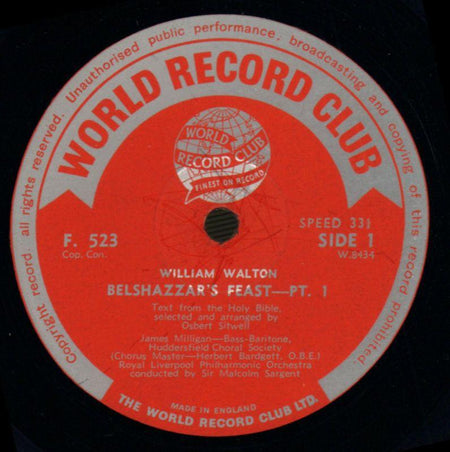 Copyright record all rights reserved. Unauthorised public performance, broadcasting and copying of this record prohibited.
WORLD RECORD CLUB
WORLD
RECORD CLUB
FINEST ON RECORD
SPEED 33⅓
F. 523
SIDE 1
Cop. Con.
W.8434
WILLIAM WALTON
BELSHAZZAR'S FEAST—PT. 1
Text from the Holy Bible,
selected and arranged by
Osbert Sitwell
James Milligan—Bass-Baritone,
Huddersfield Choral Society
(Chorus Master—Herbert Bardgett, O.B.E.)
Royal Liverpool Philharmonic Orchestra
conducted by Sir Malcolm Sargent
MADE IN ENGLAND
THE WORLD RECORD CLUB LTD.